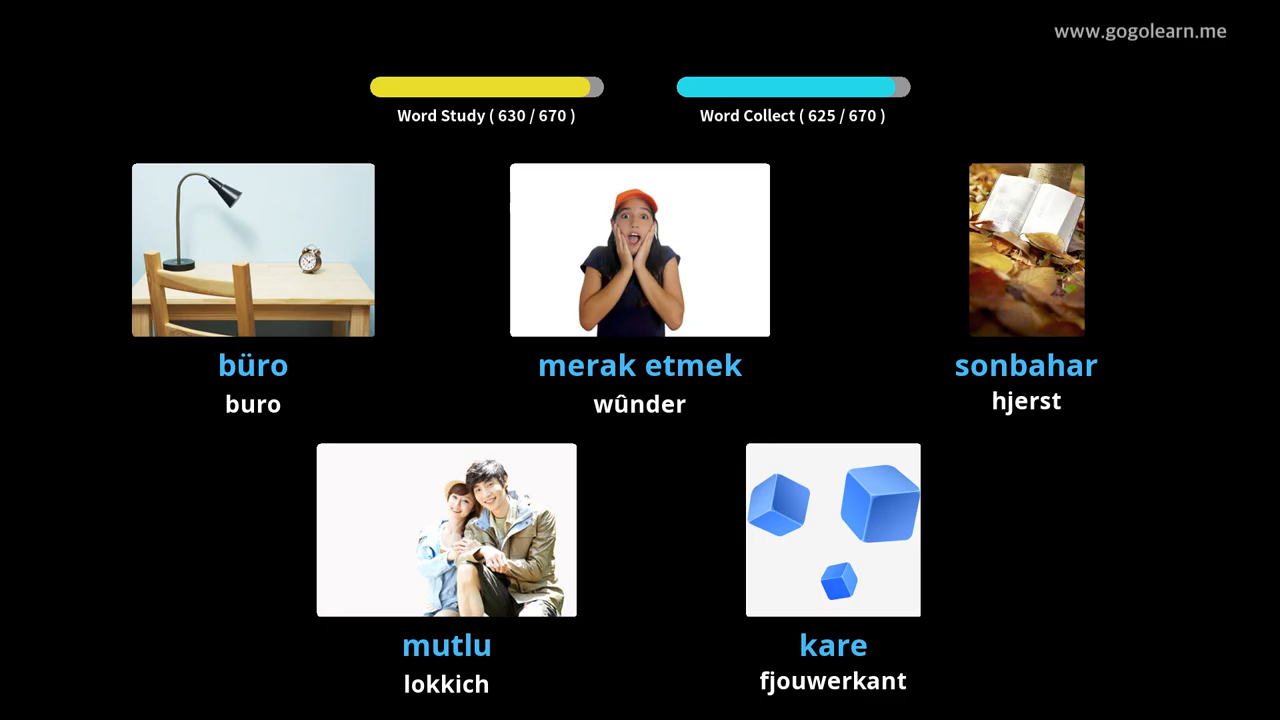 www.gogolearn.me
Word Study ( 630 / 670 )
Word Collect ( 625 / 670 )
büro
merak etmek
sonbahar
buro
wûnder
hjerst
mutlu
kare
lokkich
fjouwerkant